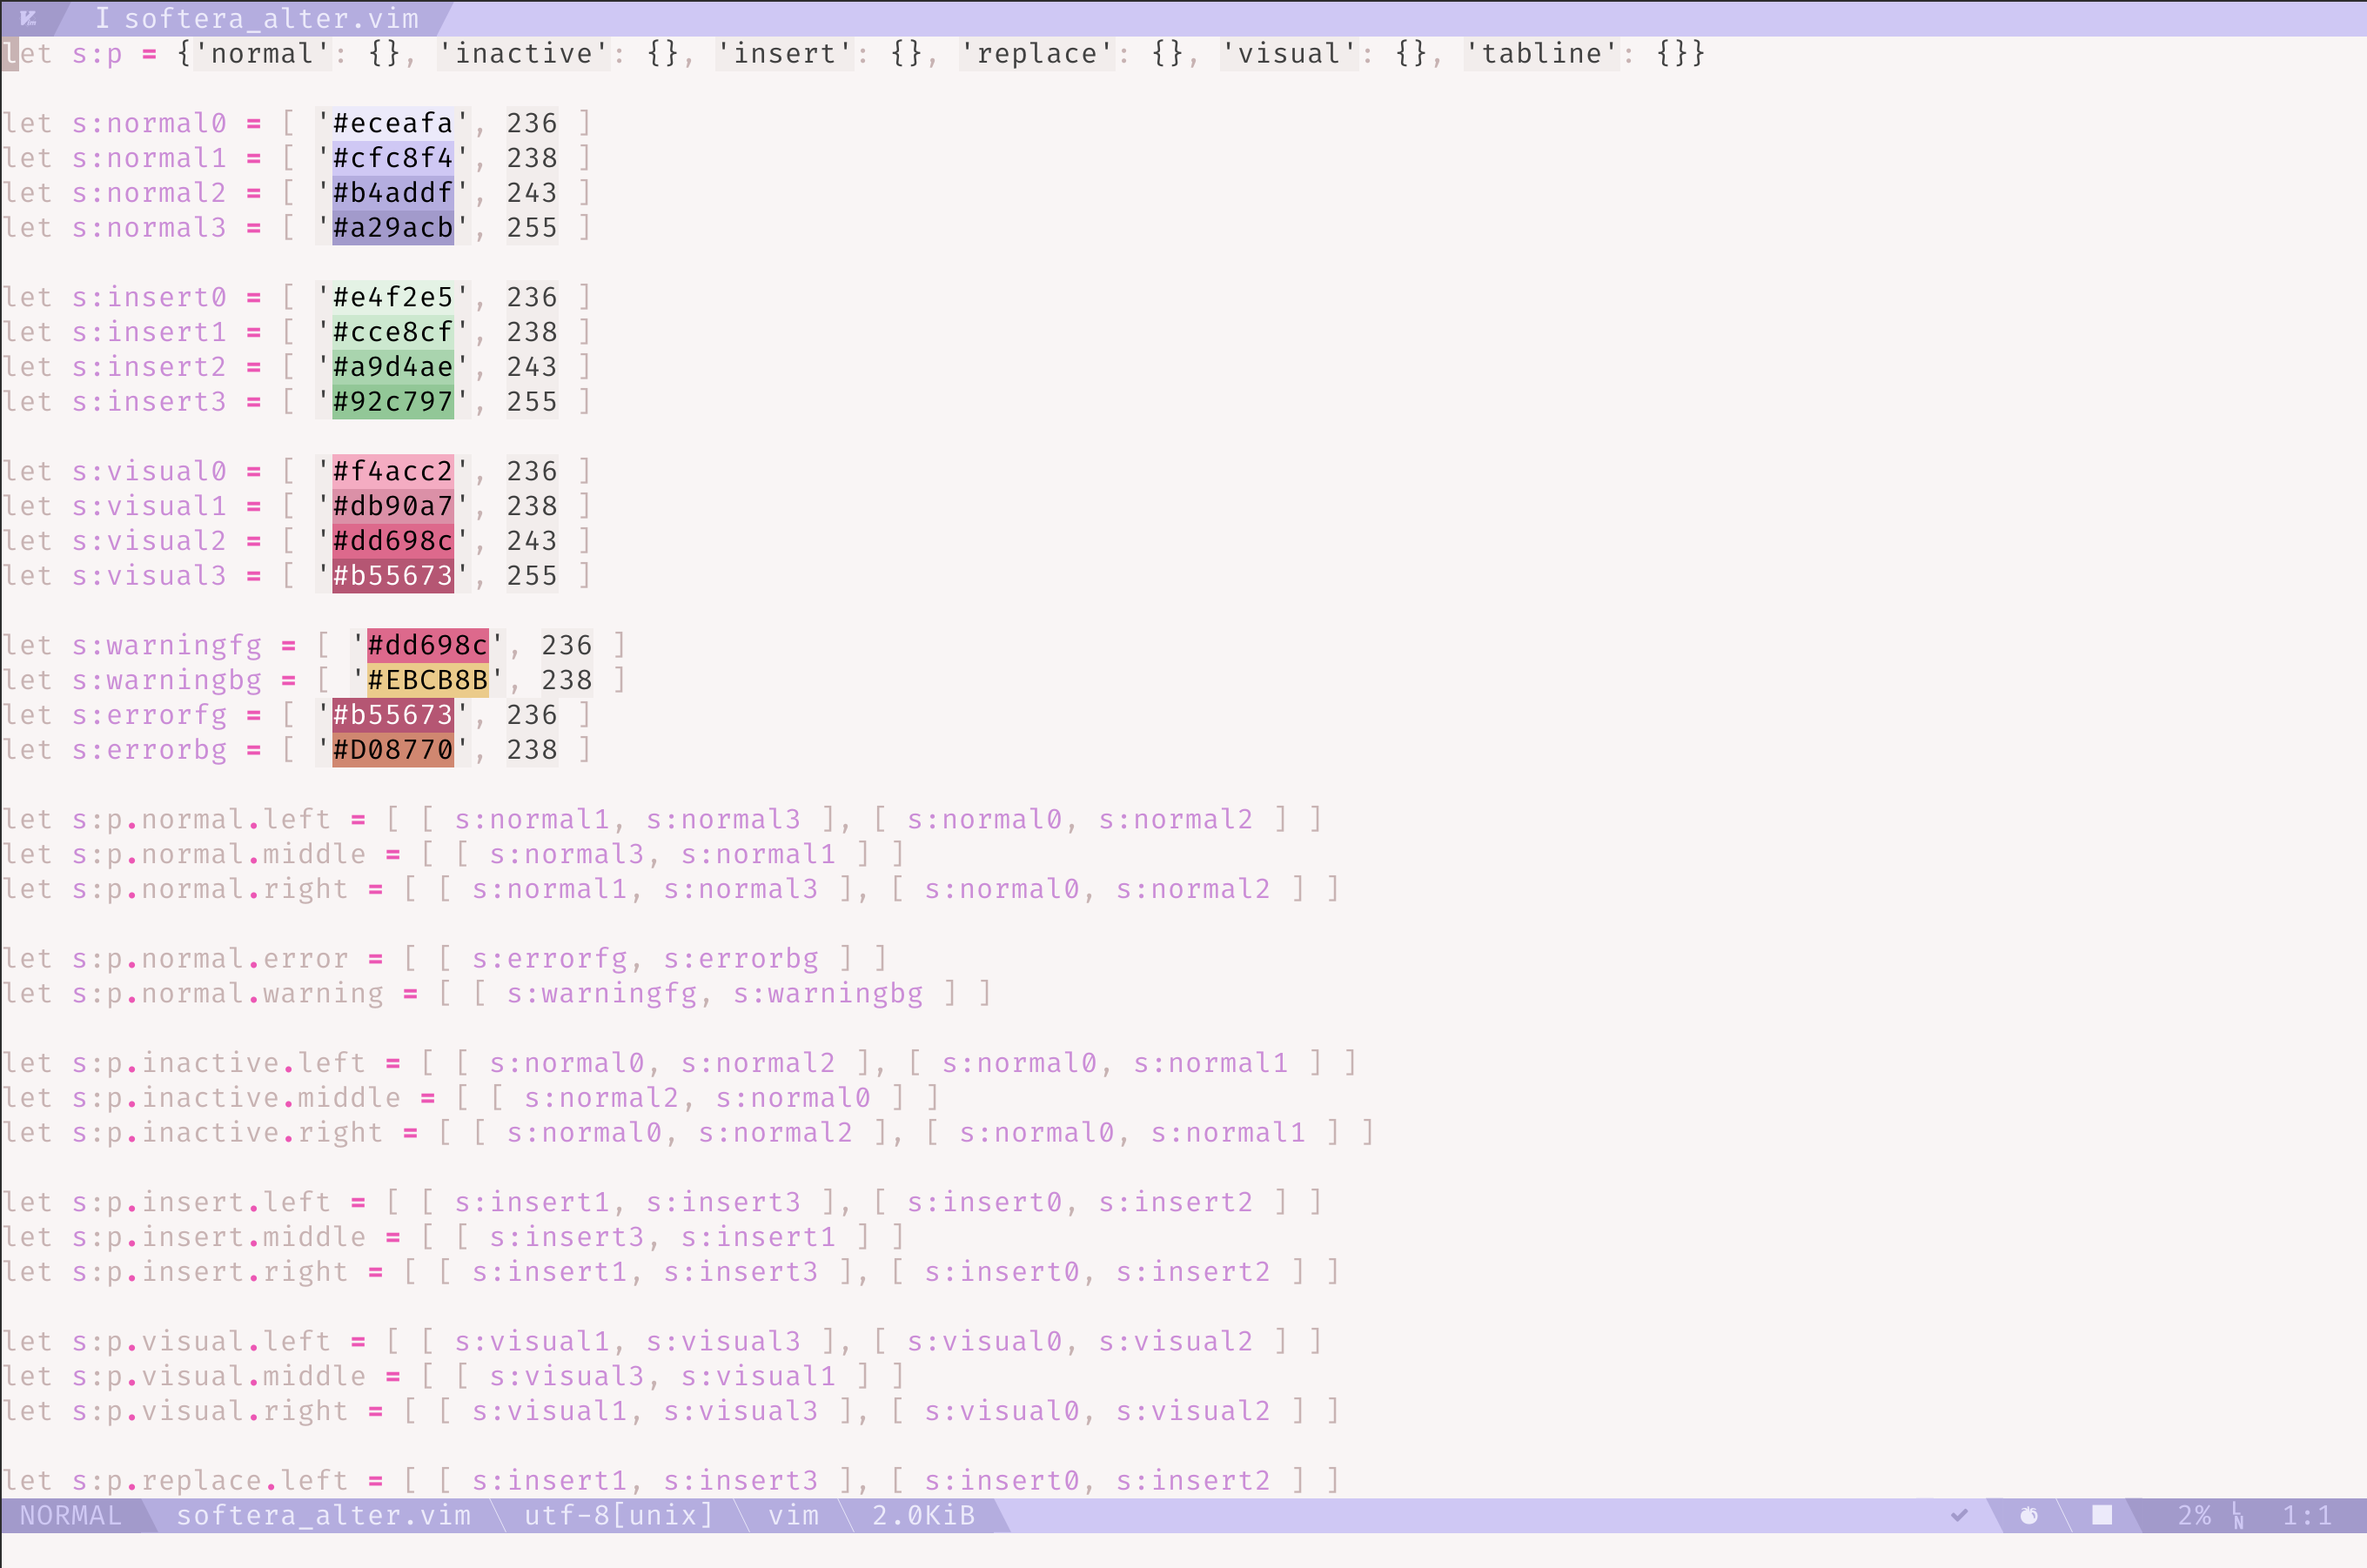 I softera_alter.vim
let s:p = {'normal': {}, 'inactive': {}, 'insert': {}, 'replace': {}, 'visual': {}, 'tabline': {}}
let s:normal0 = [ '#eceafa', 236 ]
let s:normal1 = [ '#cfc8f4', 238 ]
let s:normal2 = [ '#b4addf', 243 ]
let s:normal3 = [ '#a29acb', 255 ]
let s:insert0 = [ '#e4f2e5', 236 ]
let s:insert1 = [ '#cce8cf', 238 ]
let s:insert2 = [ '#a9d4ae', 243 ]
let s:insert3 = [ '#92c797', 255 ]
let s:visual0 = [ '#f4acc2', 236 ]
let s:visual1 = [ '#db90a7', 238 ]
let s:visual2 = [ '#dd698c', 243 ]
let s:visual3 = [ '#b55673', 255 ]
let s:warningfg = [ '#dd698c', 236 ]
let s:warningbg = [ '#EBCB8B', 238 ]
let s:errorfg = [ '#b55673', 236 ]
let s:errorbg = [ '#D08770', 238 ]
let s:p.normal.left = [ [ s:normal1, s:normal3 ], [ s:normal0, s:normal2 ] ]
let s:p.normal.middle = [ [ s:normal3, s:normal1 ] ]
let s:p.normal.right = [ [ s:normal1, s:normal3 ], [ s:normal0, s:normal2 ] ]
let s:p.normal.error = [ [ s:errorfg, s:errorbg ] ]
let s:p.normal.warning = [ [ s:warningfg, s:warningbg ] ]
let s:p.inactive.left = [ [ s:normal0, s:normal2 ], [ s:normal0, s:normal1 ] ]
let s:p.inactive.middle = [ [ s:normal2, s:normal0 ] ]
let s:p.inactive.right = [ [ s:normal0, s:normal2 ], [ s:normal0, s:normal1 ] ]
let s:p.insert.left = [ [ s:insert1, s:insert3 ], [ s:insert0, s:insert2 ] ]
let s:p.insert.middle = [ [ s:insert3, s:insert1 ] ]
let s:p.insert.right = [ [ s:insert1, s:insert3 ], [ s:insert0, s:insert2 ] ]
let s:p.visual.left = [ [ s:visual1, s:visual3 ], [ s:visual0, s:visual2 ] ]
let s:p.visual.middle = [ [ s:visual3, s:visual1 ] ]
let s:p.visual.right = [ [ s:visual1, s:visual3 ], [ s:visual0, s:visual2 ] ]
let s:p.replace.left = [ [ s:insert1, s:insert3 ], [ s:insert0, s:insert2 ] ]
NORMAL softera_alter.vim utf-8[unix] vim 2.0KiB 2% LN 1:1